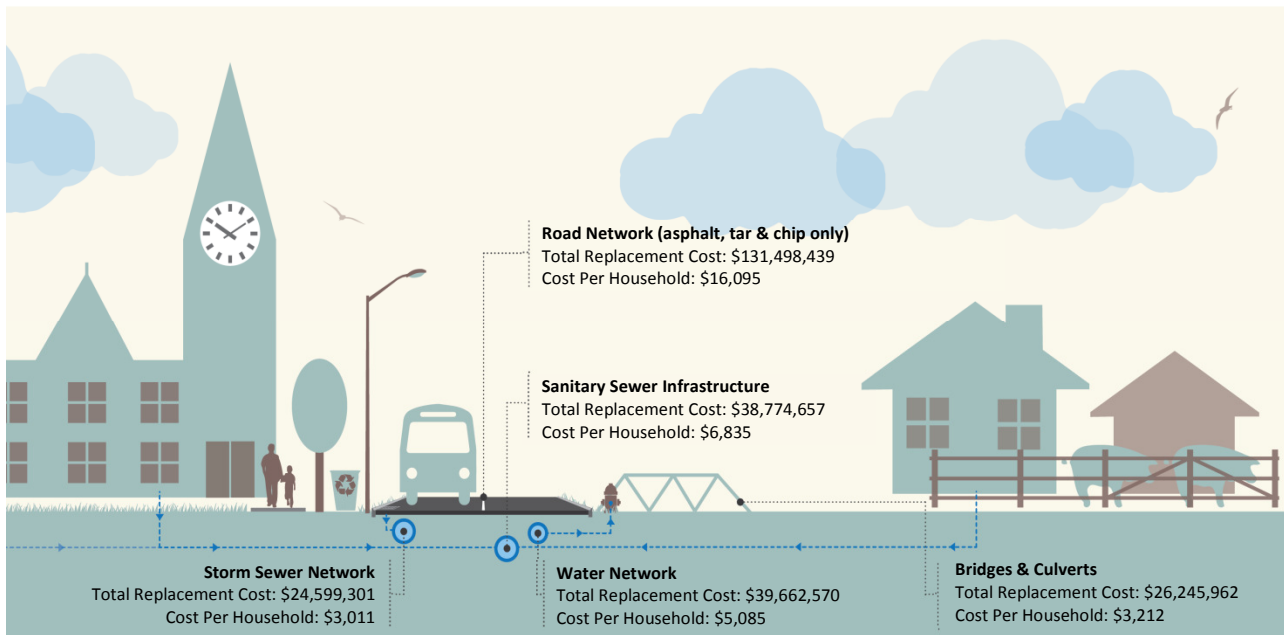 Road Network (asphalt, tar & chip only)
Total Replacement Cost: $131,498,439
Cost Per Household: $16,095
Sanitary Sewer Infrastructure
Total Replacement Cost: $38,774,657
Cost Per Household: $6,835
Storm Sewer Network
Total Replacement Cost: $24,599,301
Cost Per Household: $3,011
Water Network
Total Replacement Cost: $39,662,570
Cost Per Household: $5,085
Bridges & Culverts
Total Replacement Cost: $26,245,962
Cost Per Household: $3,212